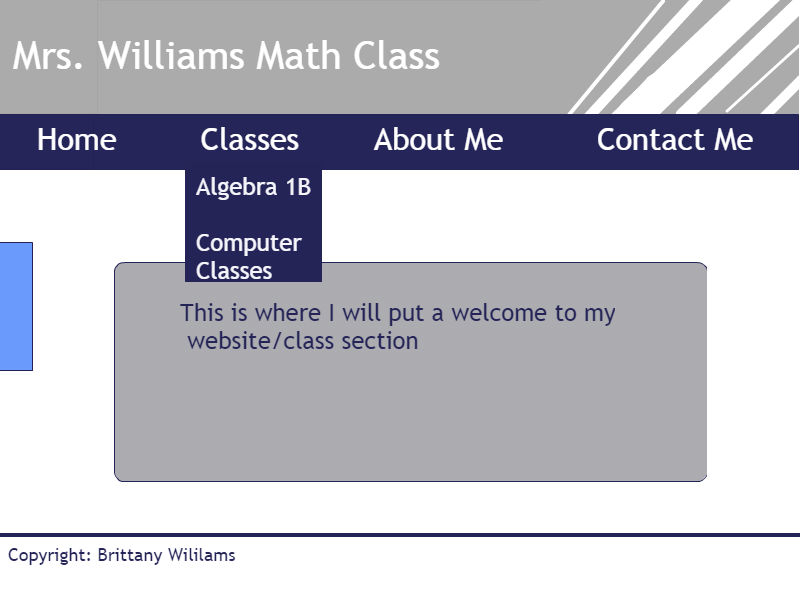 Mrs. Williams Math Class
Home Classes About Me Contact Me
Algebra 1B
Computer
Classes
This is where I will put a welcome to my
website/class section
Copyright: Brittany Wililams